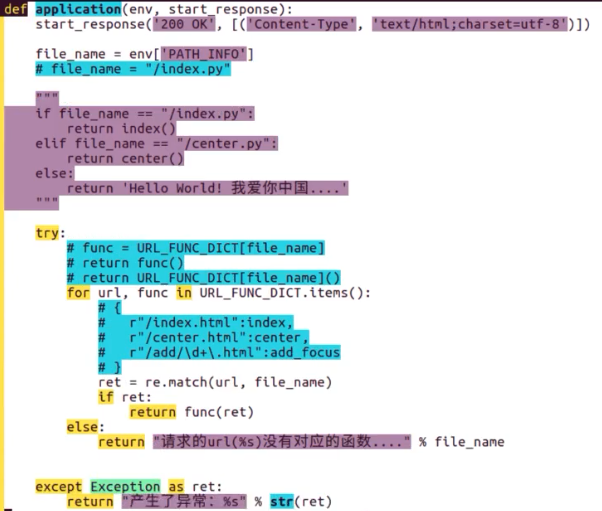 def application(env, start_response):
    start_response('200 OK', [('Content-Type', 'text/html;charset=utf-8')])

    file_name = env['PATH_INFO']
    # file_name = "/index.py"

    """
    if file_name == "/index.py":
        return index()
    elif file_name == "/center.py":
        return center()
    else:
        return 'Hello World! 我爱你中国....'
    """

    try:
        # func = URL_FUNC_DICT[file_name]
        # return func()
        # return URL_FUNC_DICT[file_name]()
        for url, func in URL_FUNC_DICT.items():
            # {
            #   r"/index.html":index,
            #   r"/center.html":center,
            #   r"/add/\d+\.html":add_focus
            # }
            ret = re.match(url, file_name)
            if ret:
                return func(ret)
        else:
            return "请求的url(%s)没有对应的函数...." % file_name


    except Exception as ret:
        return "产生了异常：%s" % str(ret)